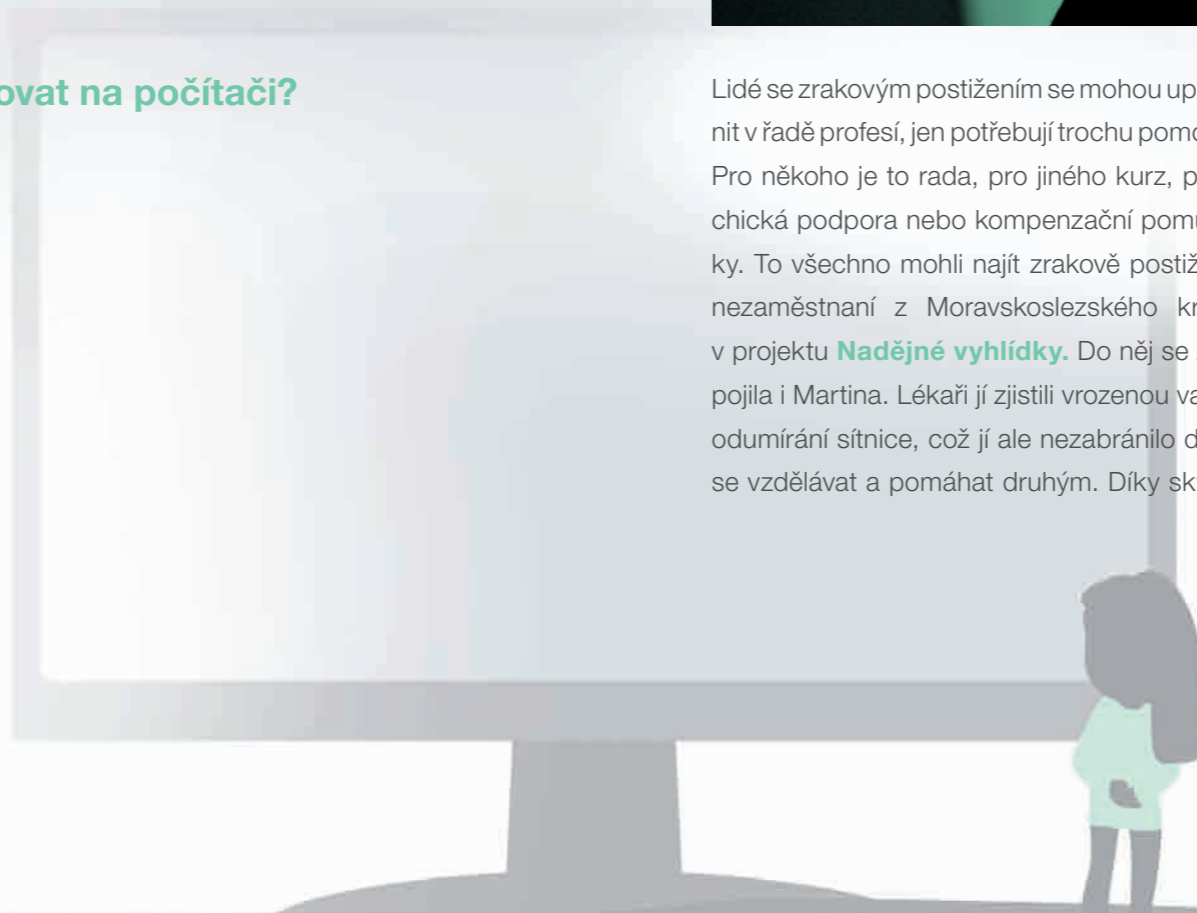 ovat na počítači?
Lidé se zrakovým postižením se mohou up
nit v řadě profesí, jen potřebují trochu pomo
Pro někoho je to rada, pro jiného kurz, p
chická podpora nebo kompenzační pomů
ky. To všechno mohli najít zrakově postiž
nezaměstnaní z Moravskoslezského kr
v projektu Nadějné vyhlídky. Do něj se
pojila i Martina. Lékaři jí zjistili vrozenou va
odumírání sítnice, což jí ale nezabránilo d
se vzdělávat a pomáhat druhým. Díky sk